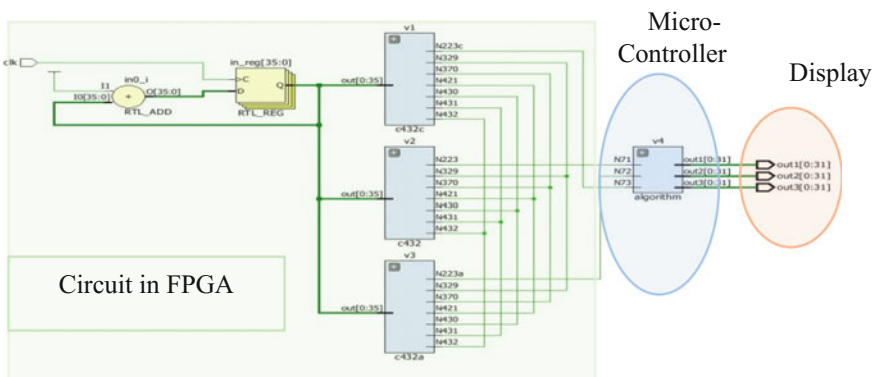 Micro-
Controller
Display
clk
in0_i
I1
I0[35:0]
+
O[35:0]
RTL_ADD
in_reg[35:0]
C
D
Q
RTL_REG
v1
+
out[0:35]
N223c
N329
N370
N421
N430
N431
N432
c432c
v2
+
out[0:35]
N223
N329
N370
N421
N430
N431
N432
c432
v3
+
out[0:35]
N223a
N329
N370
N421
N430
N431
N432
c432a
v4
+
N71
N72
N73
out1[0:31]
out2[0:31]
out3[0:31]
algorithm
out1[0:31]
out2[0:31]
out3[0:31]
Circuit in FPGA